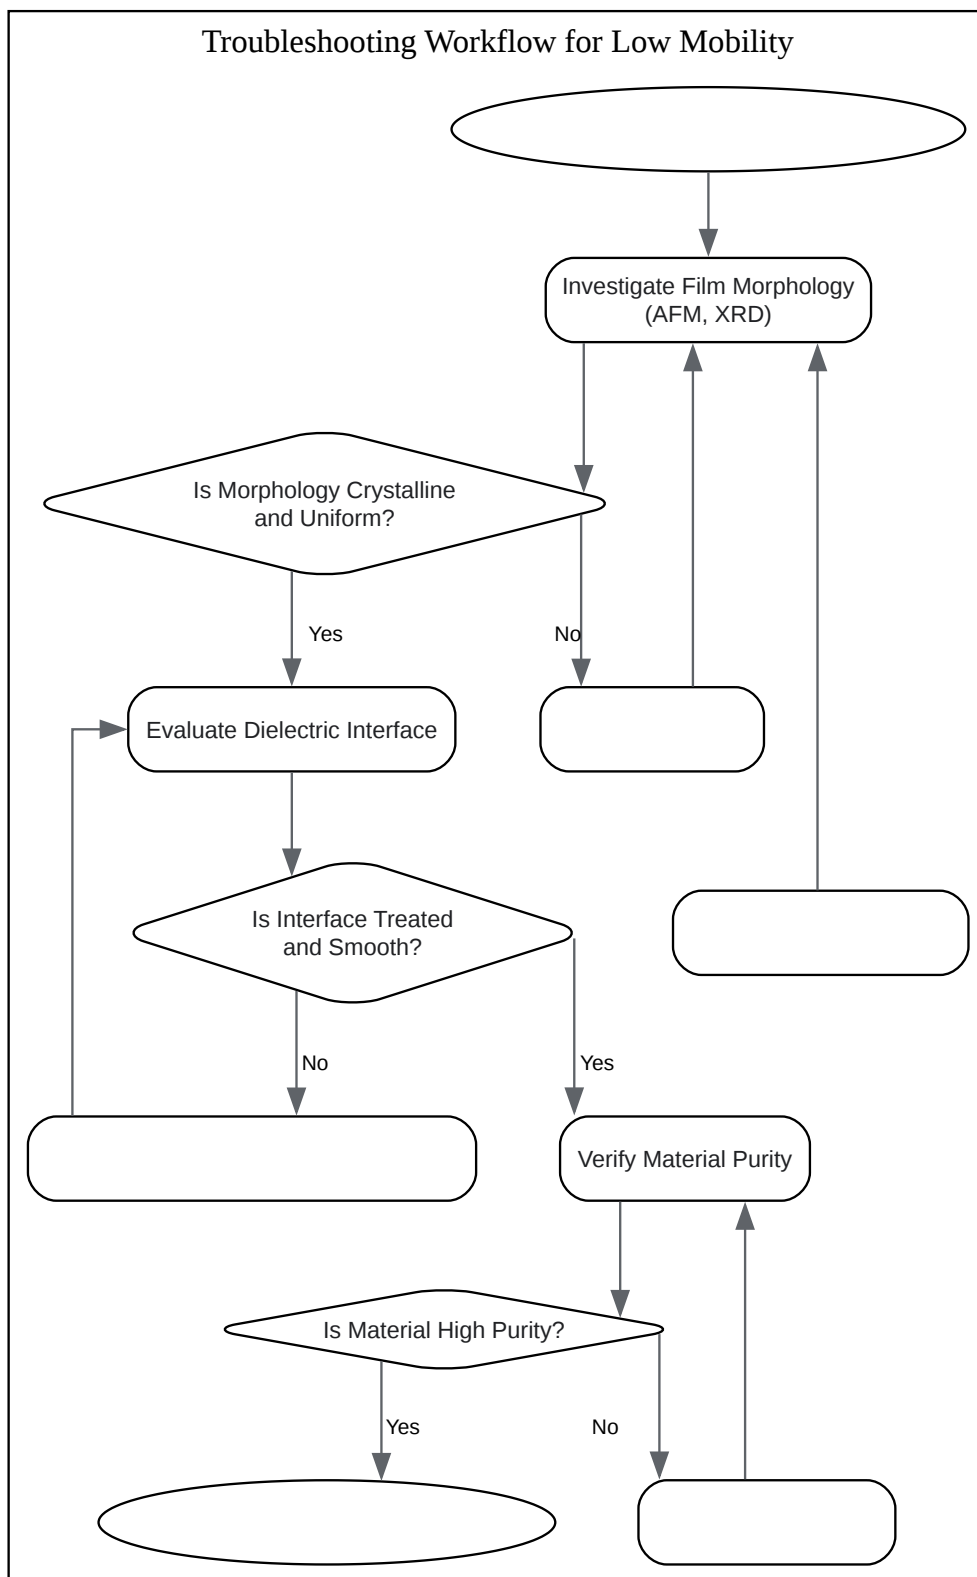 Troubleshooting Workflow for Low Mobility
Investigate Film Morphology
(AFM, XRD)
Is Morphology Crystalline
and Uniform?
Yes
No
Evaluate Dielectric Interface
Is Interface Treated
and Smooth?
No
Yes
Verify Material Purity
Is Material High Purity?
Yes
No